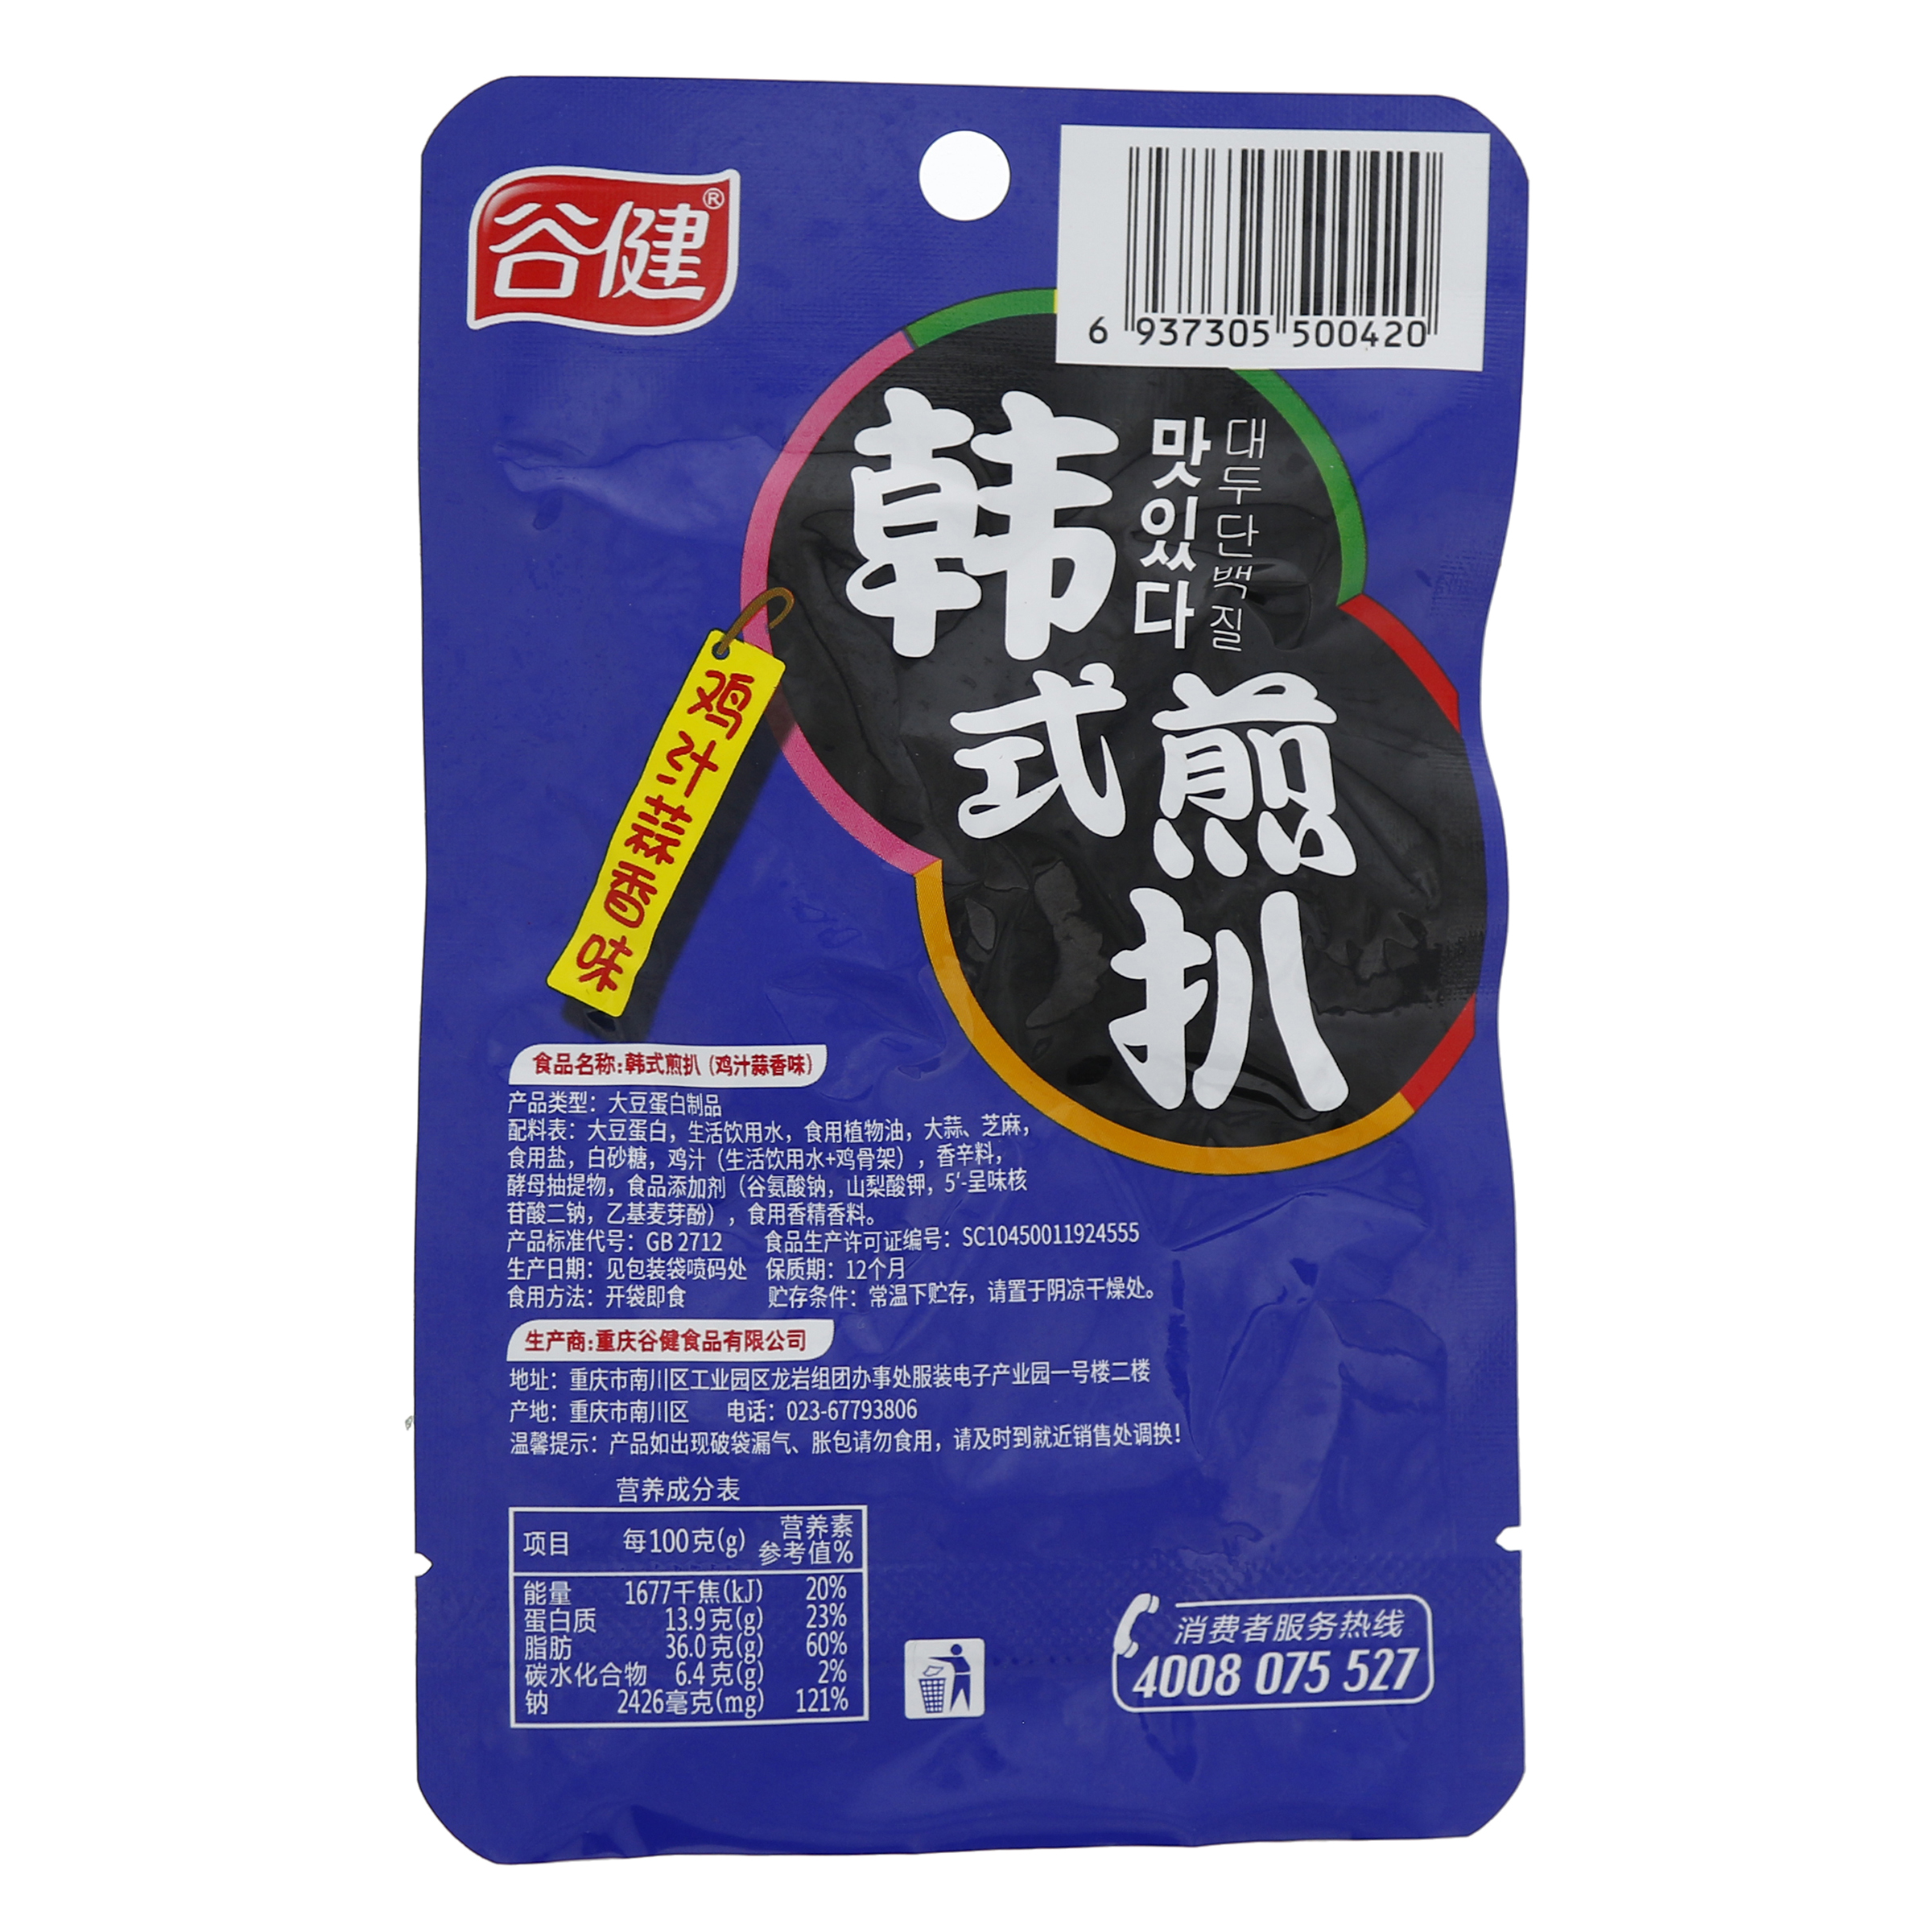 谷健®
6 937305 500420
韩式煎扒
맛있다
대두단백질
鸡汁蒜香味
食品名称:韩式煎扒（鸡汁蒜香味）
产品类型：大豆蛋白制品
配料表：大豆蛋白，生活饮用水，食用植物油，大蒜、芝麻，
食用盐，白砂糖，鸡汁（生活饮用水+鸡骨架），香辛料，
酵母抽提物，食品添加剂（谷氨酸钠，山梨酸钾，5′-呈味核
苷酸二钠，乙基麦芽酚），食用香精香料。
产品标准代号：GB 2712 食品生产许可证编号：SC10450011924555
生产日期：见包装袋喷码处 保质期：12个月
食用方法：开袋即食 贮存条件：常温下贮存，请置于阴凉干燥处。
生产商:重庆谷健食品有限公司
地址：重庆市南川区工业园区龙岩组团办事处服装电子产业园一号楼二楼
产地：重庆市南川区 电话：023-67793806
温馨提示：产品如出现破袋漏气、胀包请勿食用，请及时到就近销售处调换！
营养成分表
项目 每100克(g) 营养素参考值%
能量 1677千焦(kJ) 20%
蛋白质 13.9克(g) 23%
脂肪 36.0克(g) 60%
碳水化合物 6.4克(g) 2%
钠 2426毫克(mg) 121%
消费者服务热线
4008 075 527